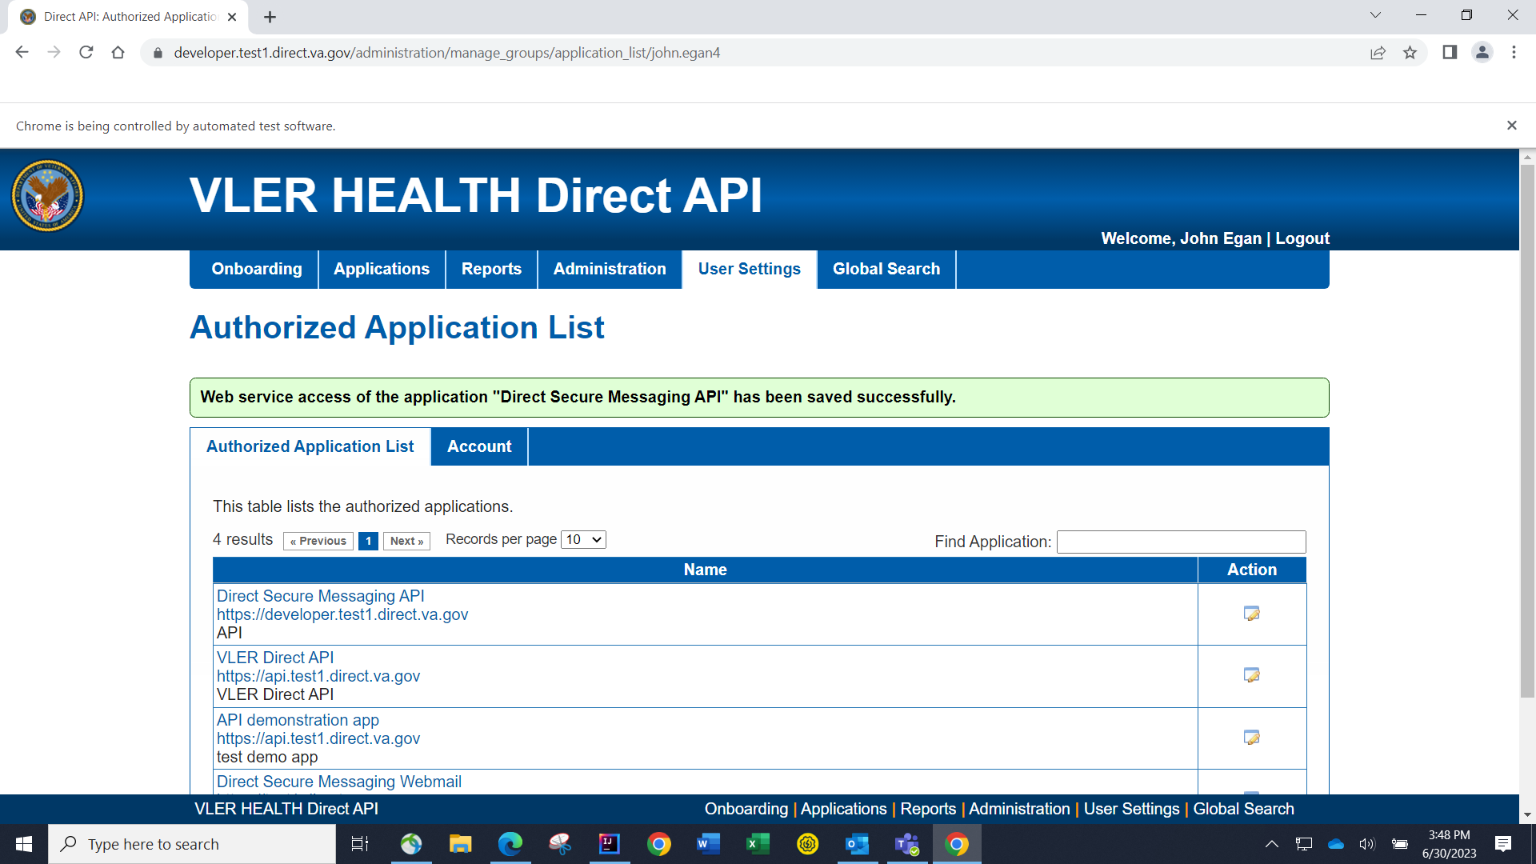 Direct API: Authorized Applicatio
developer.test1.direct.va.gov/administration/manage_groups/application_list/john.egan4
Chrome is being controlled by automated test software.
VLER HEALTH Direct API
Welcome, John Egan | Logout
Onboarding Applications Reports Administration User Settings Global Search
Authorized Application List
Web service access of the application "Direct Secure Messaging API" has been saved successfully.
Authorized Application List Account
This table lists the authorized applications.
4 results « Previous 1 Next » Records per page 10 Find Application:
Name Action
Direct Secure Messaging API
https://developer.test1.direct.va.gov
API
VLER Direct API
https://api.test1.direct.va.gov
VLER Direct API
API demonstration app
https://api.test1.direct.va.gov
test demo app
Direct Secure Messaging Webmail
VLER HEALTH Direct API Onboarding | Applications | Reports | Administration | User Settings | Global Search
Type here to search
3:48 PM
6/30/2023